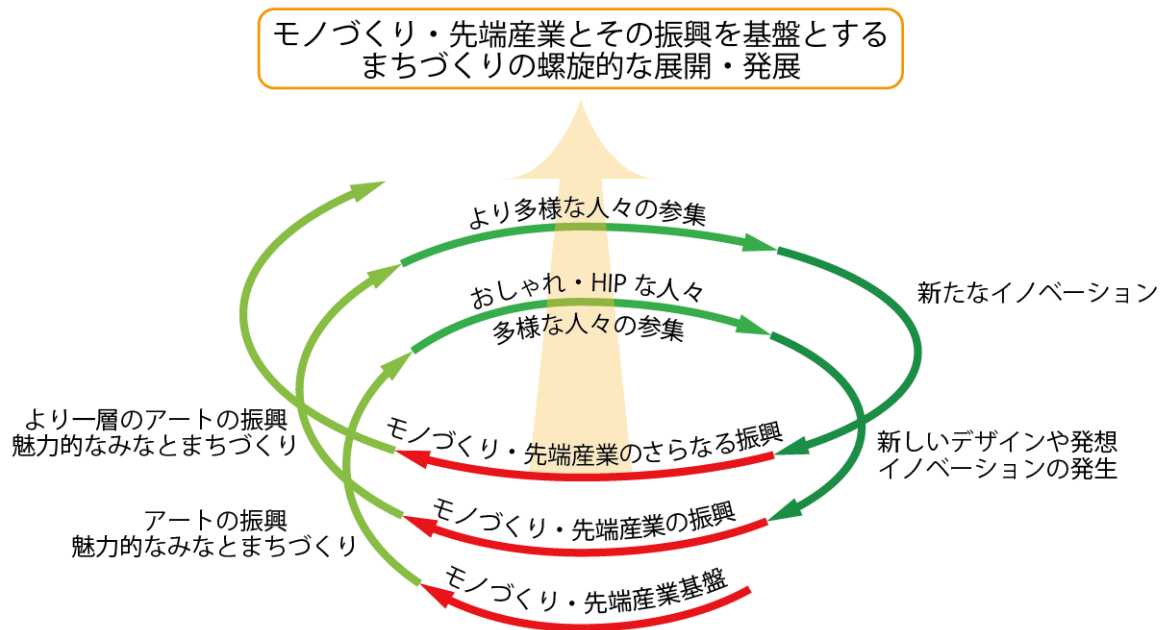 モノづくり・先端産業とその振興を基盤とする
まちづくりの螺旋的な展開・発展
より多様な人々の参集
おしゃれ・HIP な人々
多様な人々の参集
新たなイノベーション
より一層のアートの振興
魅力的なみなとまちづくり
モノづくり・先端産業のさらなる振興
新しいデザインや発想
イノベーションの発生
アートの振興
魅力的なみなとまちづくり
モノづくり・先端産業の振興
モノづくり・先端産業基盤